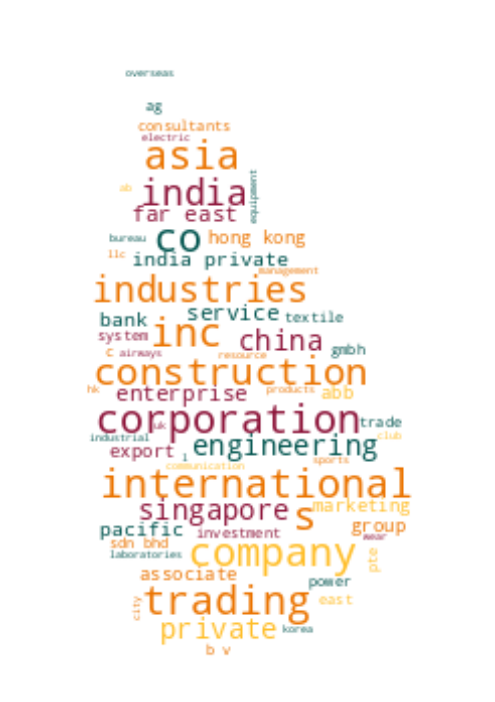 overseas
ag
consultants
electric
asia
ab
india
equipment
far east
bureau
co
hong kong
llc
india private
management
industries
service
textile
bank
inc
system
china
c
airways
resource
gmbh
construction
hk
enterprise
products
abb
corporation
uk
trade
industrial
engineering
club
export
l
sports
communication
international
singapore
s
marketing
pacific
investment
group
wear
sdn bhd
laboratories
company
pte
associate
power
city
trading
east
private
korea
b v